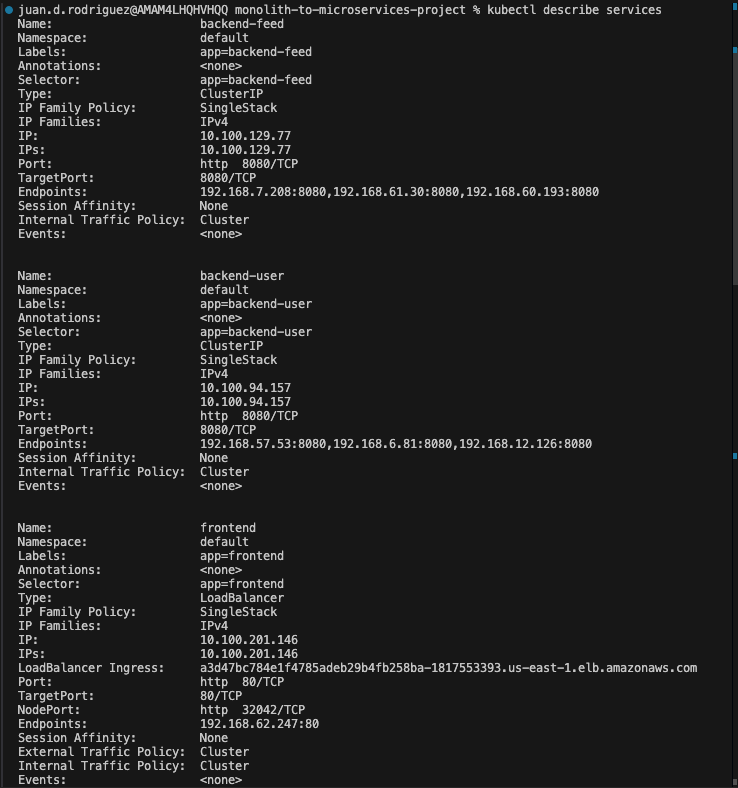 juan.d.rodriguez@AMAM4LHQHVHQQ monolith-to-microservices-project % kubectl describe services
Name:                     backend-feed
Namespace:                default
Labels:                   app=backend-feed
Annotations:              <none>
Selector:                 app=backend-feed
Type:                     ClusterIP
IP Family Policy:         SingleStack
IP Families:              IPv4
IP:                       10.100.129.77
IPs:                      10.100.129.77
Port:                     http  8080/TCP
TargetPort:               8080/TCP
Endpoints:                192.168.7.208:8080,192.168.61.30:8080,192.168.60.193:8080
Session Affinity:         None
Internal Traffic Policy:  Cluster
Events:                   <none>
Name:                     backend-user
Namespace:                default
Labels:                   app=backend-user
Annotations:              <none>
Selector:                 app=backend-user
Type:                     ClusterIP
IP Family Policy:         SingleStack
IP Families:              IPv4
IP:                       10.100.94.157
IPs:                      10.100.94.157
Port:                     http  8080/TCP
TargetPort:               8080/TCP
Endpoints:                192.168.57.53:8080,192.168.6.81:8080,192.168.12.126:8080
Session Affinity:         None
Internal Traffic Policy:  Cluster
Events:                   <none>
Name:                     frontend
Namespace:                default
Labels:                   app=frontend
Annotations:              <none>
Selector:                 app=frontend
Type:                     LoadBalancer
IP Family Policy:         SingleStack
IP Families:              IPv4
IP:                       10.100.201.146
IPs:                      10.100.201.146
LoadBalancer Ingress:     a3d47bc784e1f4785adeb29b4fb258ba-1817553393.us-east-1.elb.amazonaws.com
Port:                     http  80/TCP
TargetPort:               80/TCP
NodePort:                 http  32042/TCP
Endpoints:                192.168.62.247:80
Session Affinity:         None
External Traffic Policy:  Cluster
Internal Traffic Policy:  Cluster
Events:                   <none>